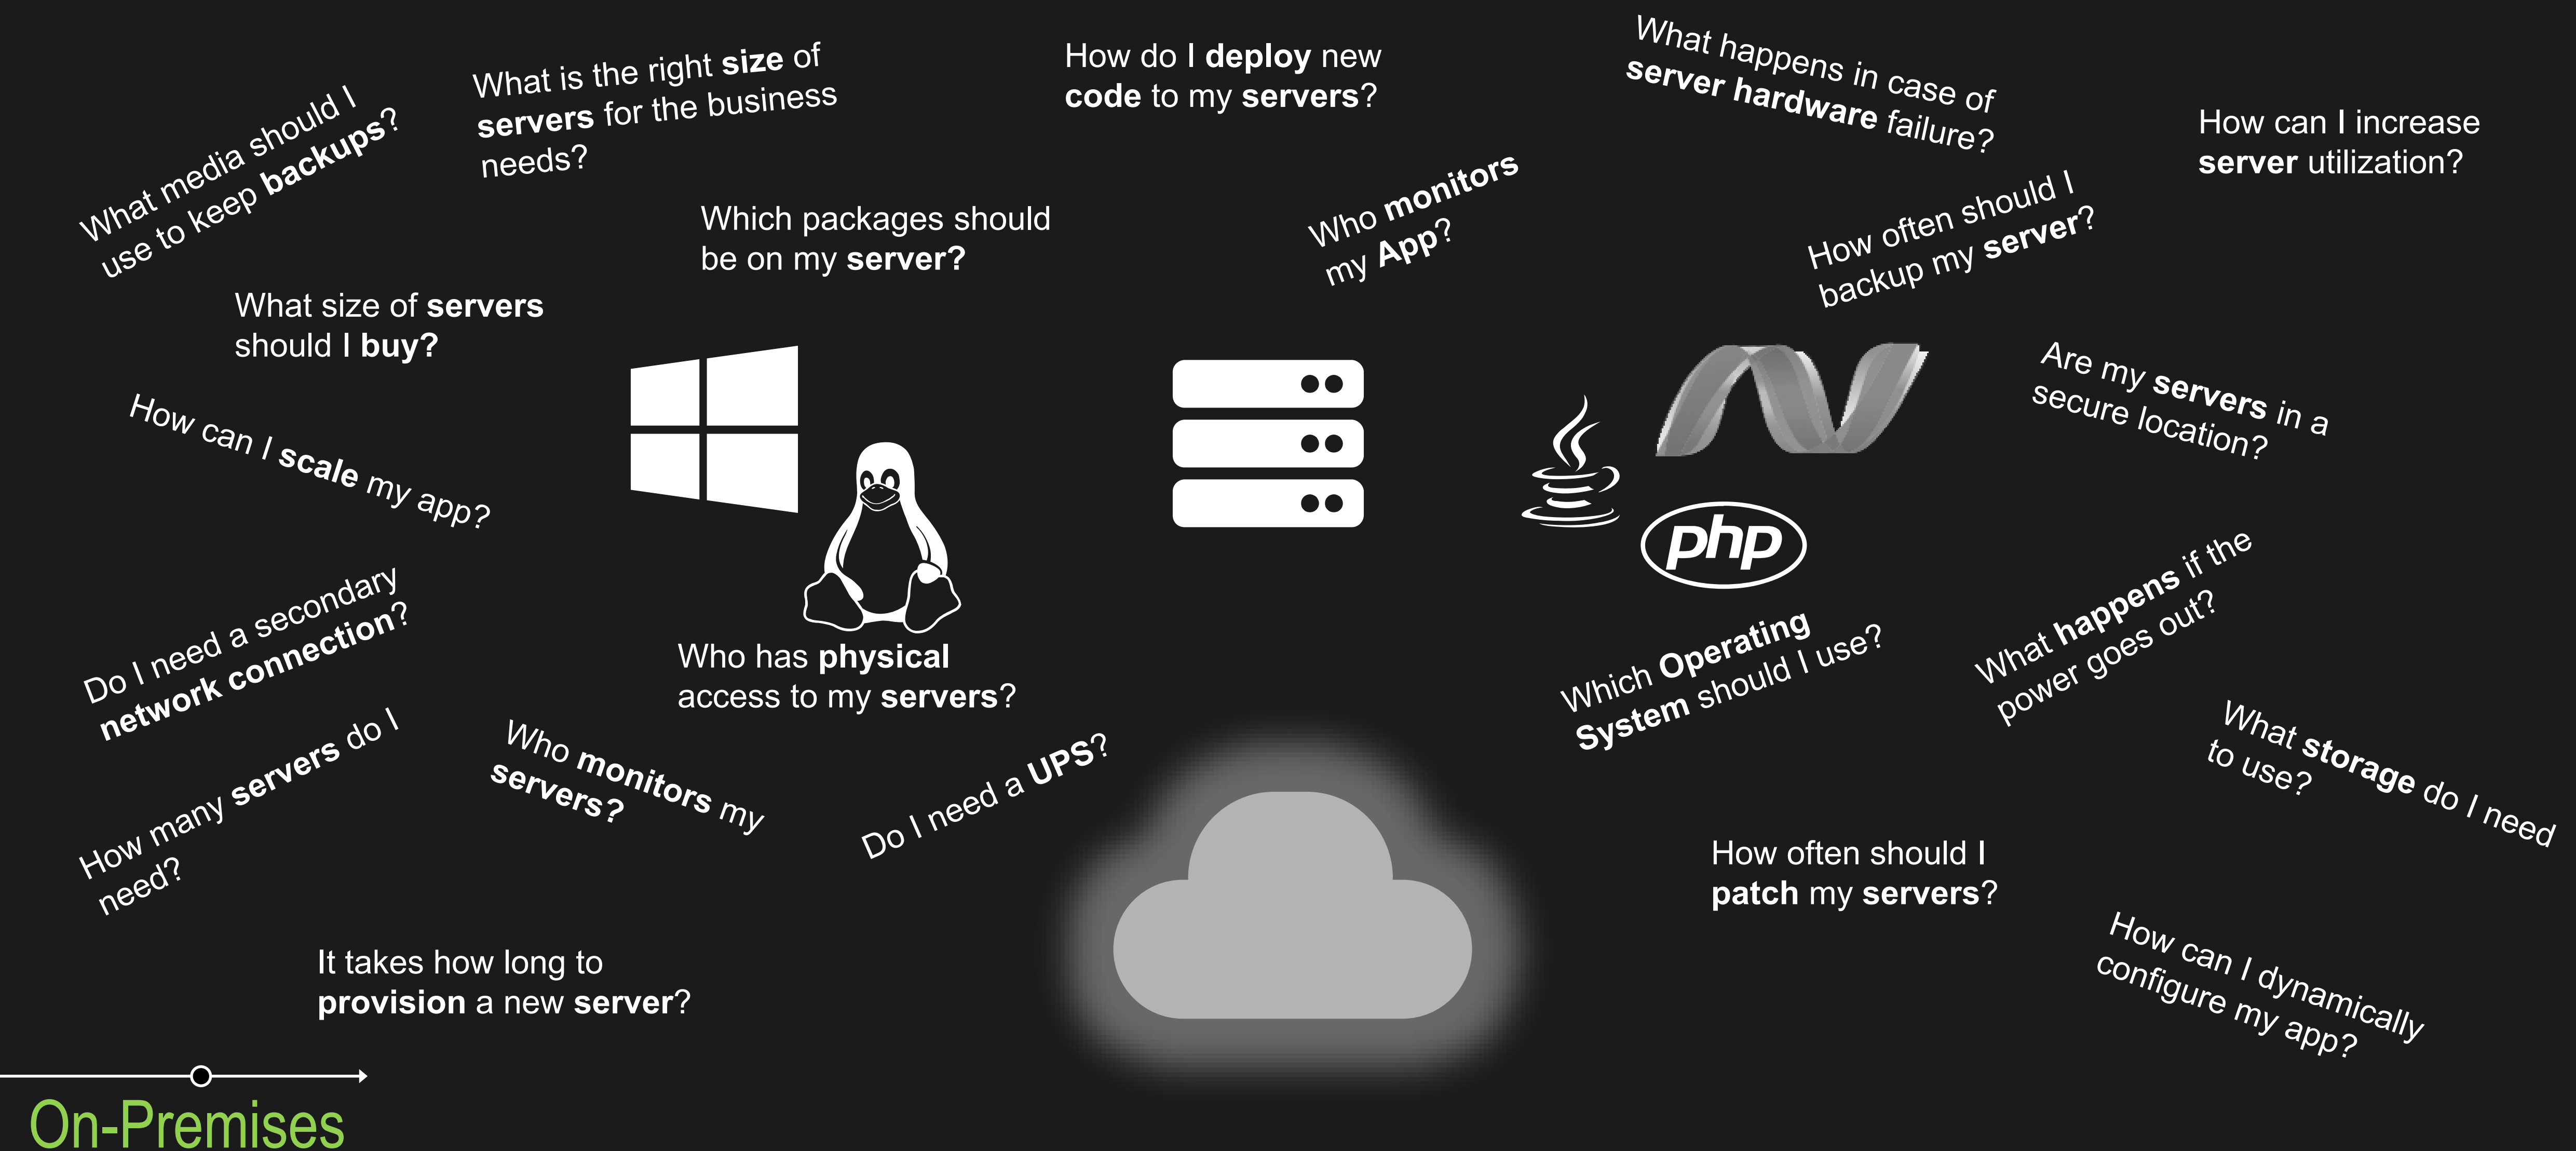 What media should I
use to keep backups?
What is the right size of
servers for the business
needs?
How do I deploy new
code to my servers?
What happens in case of
server hardware failure?
How can I increase
server utilization?
Which packages should
be on my server?
Who monitors
my App?
How often should I
backup my server?
What size of servers
should I buy?
Are my servers in a
secure location?
How can I scale my app?
php
Do I need a secondary
network connection?
Who has physical
access to my servers?
Which Operating
System should I use?
What happens if the
power goes out?
How many servers do I
need?
Who monitors my
servers?
Do I need a UPS?
What storage do I need
to use?
How often should I
patch my servers?
It takes how long to
provision a new server?
How can I dynamically
configure my app?
On-Premises